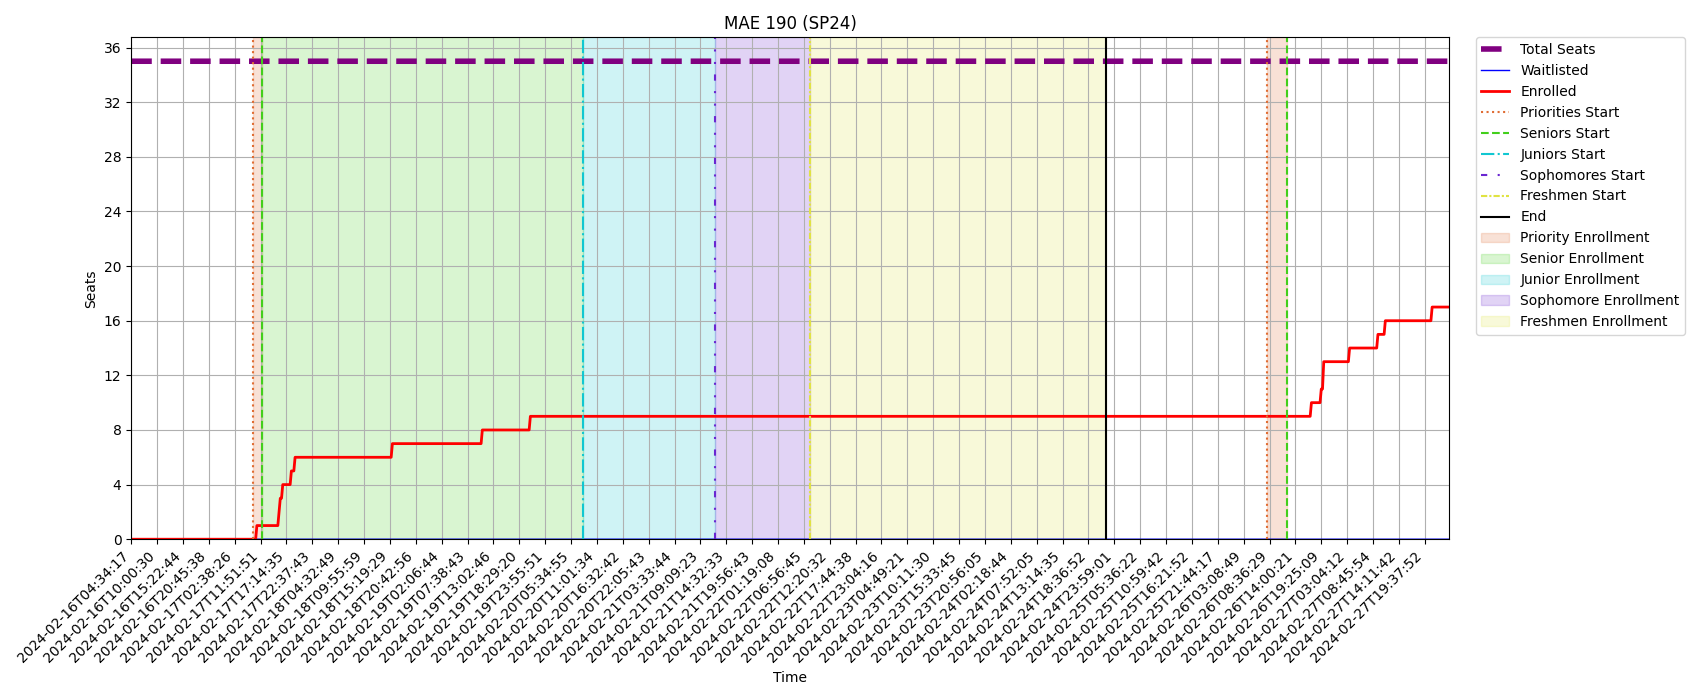 MAE 190 (SP24)
36
32
28
24
20
16
12
8
4
0
Seats
2024-02-16T04:34:17
2024-02-16T10:00:30
2024-02-16T15:22:44
2024-02-16T20:45:38
2024-02-17T02:38:26
2024-02-17T11:51:51
2024-02-17T17:14:35
2024-02-17T22:37:43
2024-02-18T04:32:49
2024-02-18T09:55:59
2024-02-18T15:19:29
2024-02-18T20:42:56
2024-02-19T02:06:44
2024-02-19T07:38:43
2024-02-19T13:02:46
2024-02-19T18:29:20
2024-02-19T23:55:51
2024-02-20T05:34:55
2024-02-20T11:01:34
2024-02-20T16:32:42
2024-02-20T22:05:43
2024-02-21T03:33:44
2024-02-21T09:09:23
2024-02-21T14:32:33
2024-02-21T19:56:43
2024-02-22T01:19:08
2024-02-22T06:56:45
2024-02-22T12:20:32
2024-02-22T17:44:38
2024-02-22T23:04:16
2024-02-23T04:49:21
2024-02-23T10:11:30
2024-02-23T15:33:45
2024-02-23T20:56:05
2024-02-24T02:18:44
2024-02-24T07:52:05
2024-02-24T13:14:35
2024-02-24T18:36:52
2024-02-24T23:59:01
2024-02-25T05:36:22
2024-02-25T10:59:42
2024-02-25T16:21:52
2024-02-25T21:44:17
2024-02-26T03:08:49
2024-02-26T08:36:29
2024-02-26T14:00:21
2024-02-26T19:25:09
2024-02-27T03:04:12
2024-02-27T08:45:54
2024-02-27T14:11:42
2024-02-27T19:37:52
Time
Total Seats
Waitlisted
Enrolled
Priorities Start
Seniors Start
Juniors Start
Sophomores Start
Freshmen Start
End
Priority Enrollment
Senior Enrollment
Junior Enrollment
Sophomore Enrollment
Freshmen Enrollment